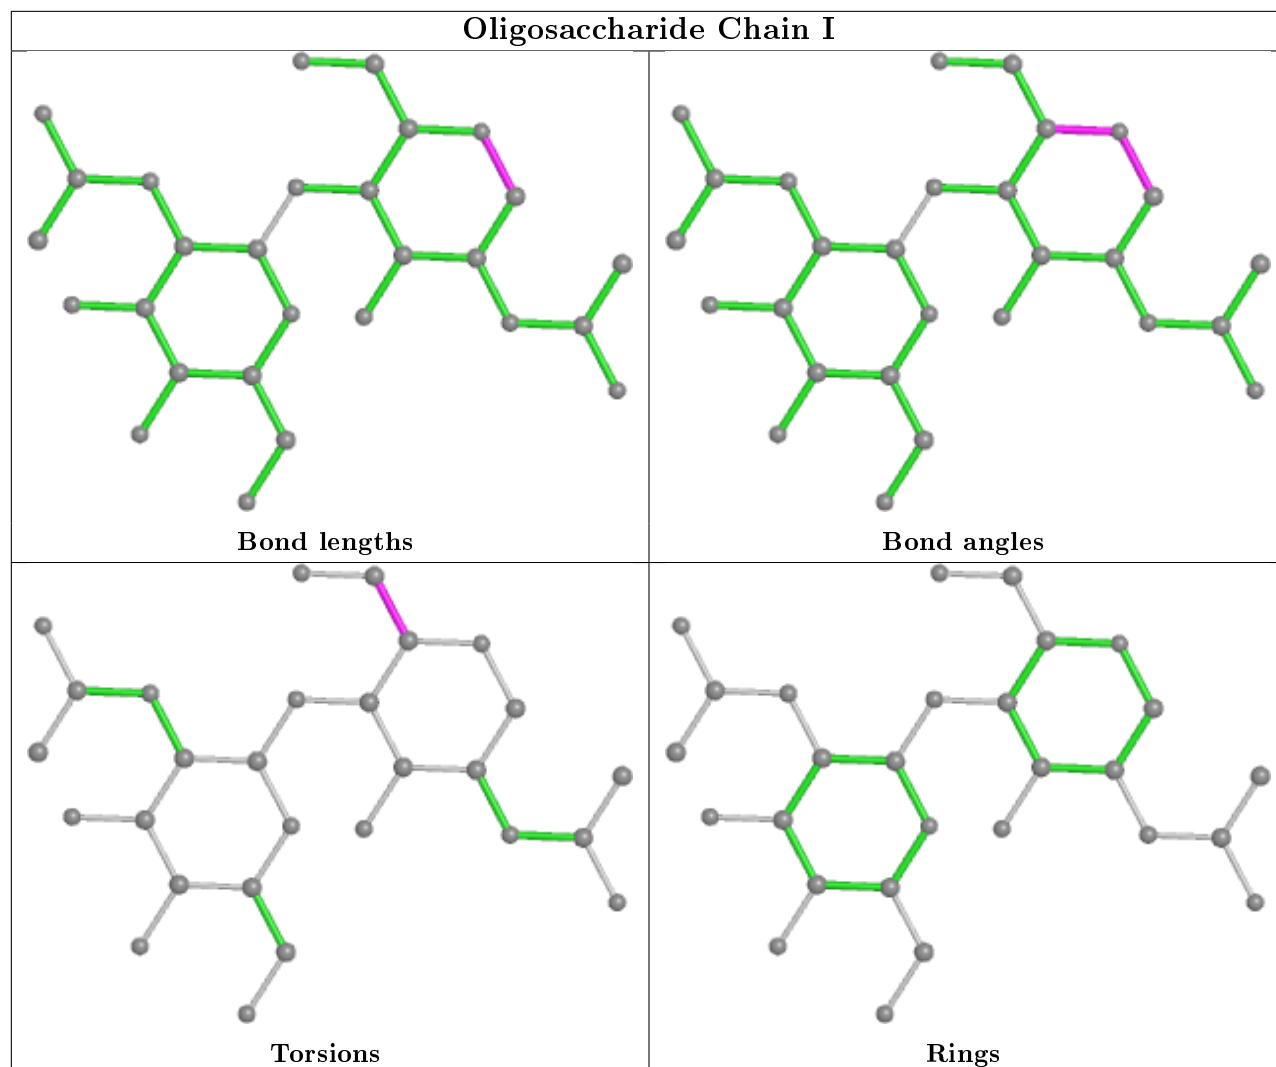 Oligosaccharide Chain I
Bond lengths
Bond angles
Torsions
Rings